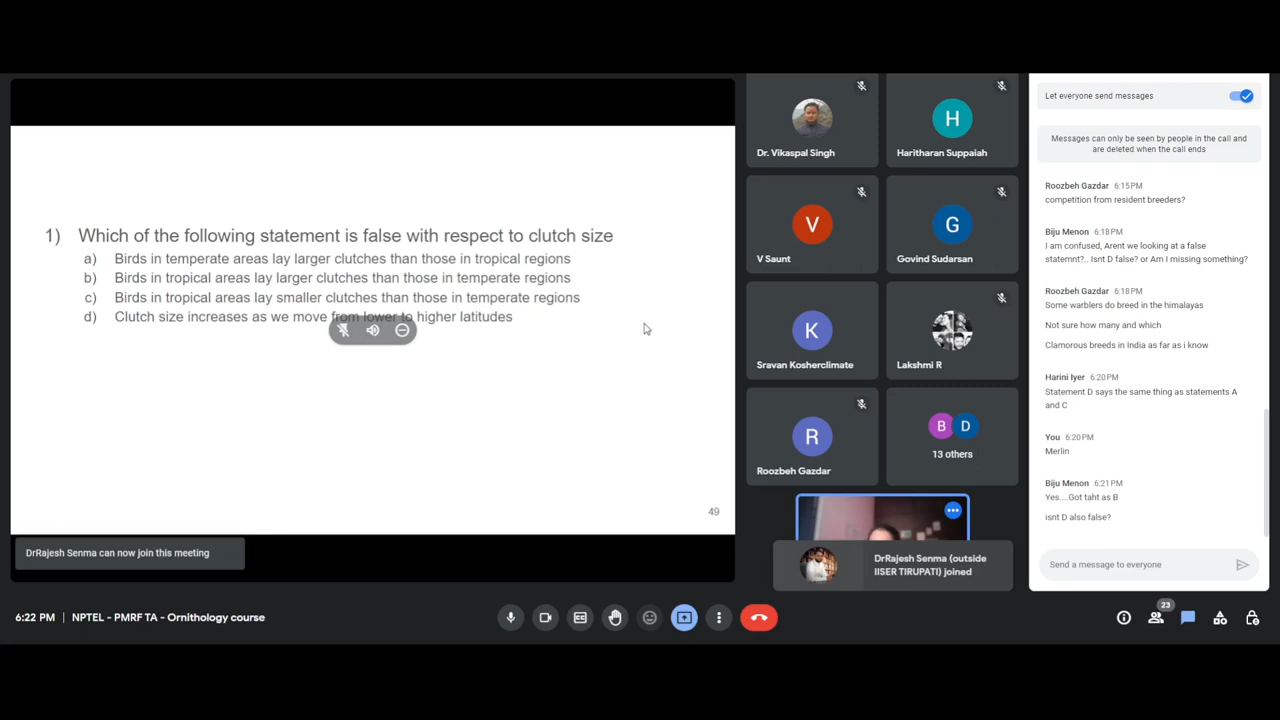 1) Which of the following statement is false with respect to clutch size
a) Birds in temperate areas lay larger clutches than those in tropical regions
b) Birds in tropical areas lay larger clutches than those in temperate regions
c) Birds in tropical areas lay smaller clutches than those in temperate regions
d) Clutch size increases as we move from lower to higher latitudes
49
DrRajesh Senma can now join this meeting
Dr. Vikaspal Singh
H
Haritharan Suppaiah
V
V Saunt
G
Govind Sudarsan
K
Sravan Kosherclimate
Lakshmi R
R
Roozbeh Gazdar
B D
13 others
DrRajesh Senma (outside
IISER TIRUPATI) joined
Let everyone send messages
Messages can only be seen by people in the call and
are deleted when the call ends
Roozbeh Gazdar 6:15 PM
competition from resident breeders?
Biju Menon 6:18 PM
I am confused, Arent we looking at a false
statemnt?.. Isnt D false? or Am I missing something?
Roozbeh Gazdar 6:18 PM
Some warblers do breed in the himalayas
Not sure how many and which
Clamorous breeds in India as far as i know
Harini Iyer 6:20 PM
Statement D says the same thing as statements A
and C
You 6:20 PM
Merlin
Biju Menon 6:21 PM
Yes....Got taht as B
isnt D also false?
Send a message to everyone
6:22 PM | NPTEL - PMRF TA - Ornithology course
23